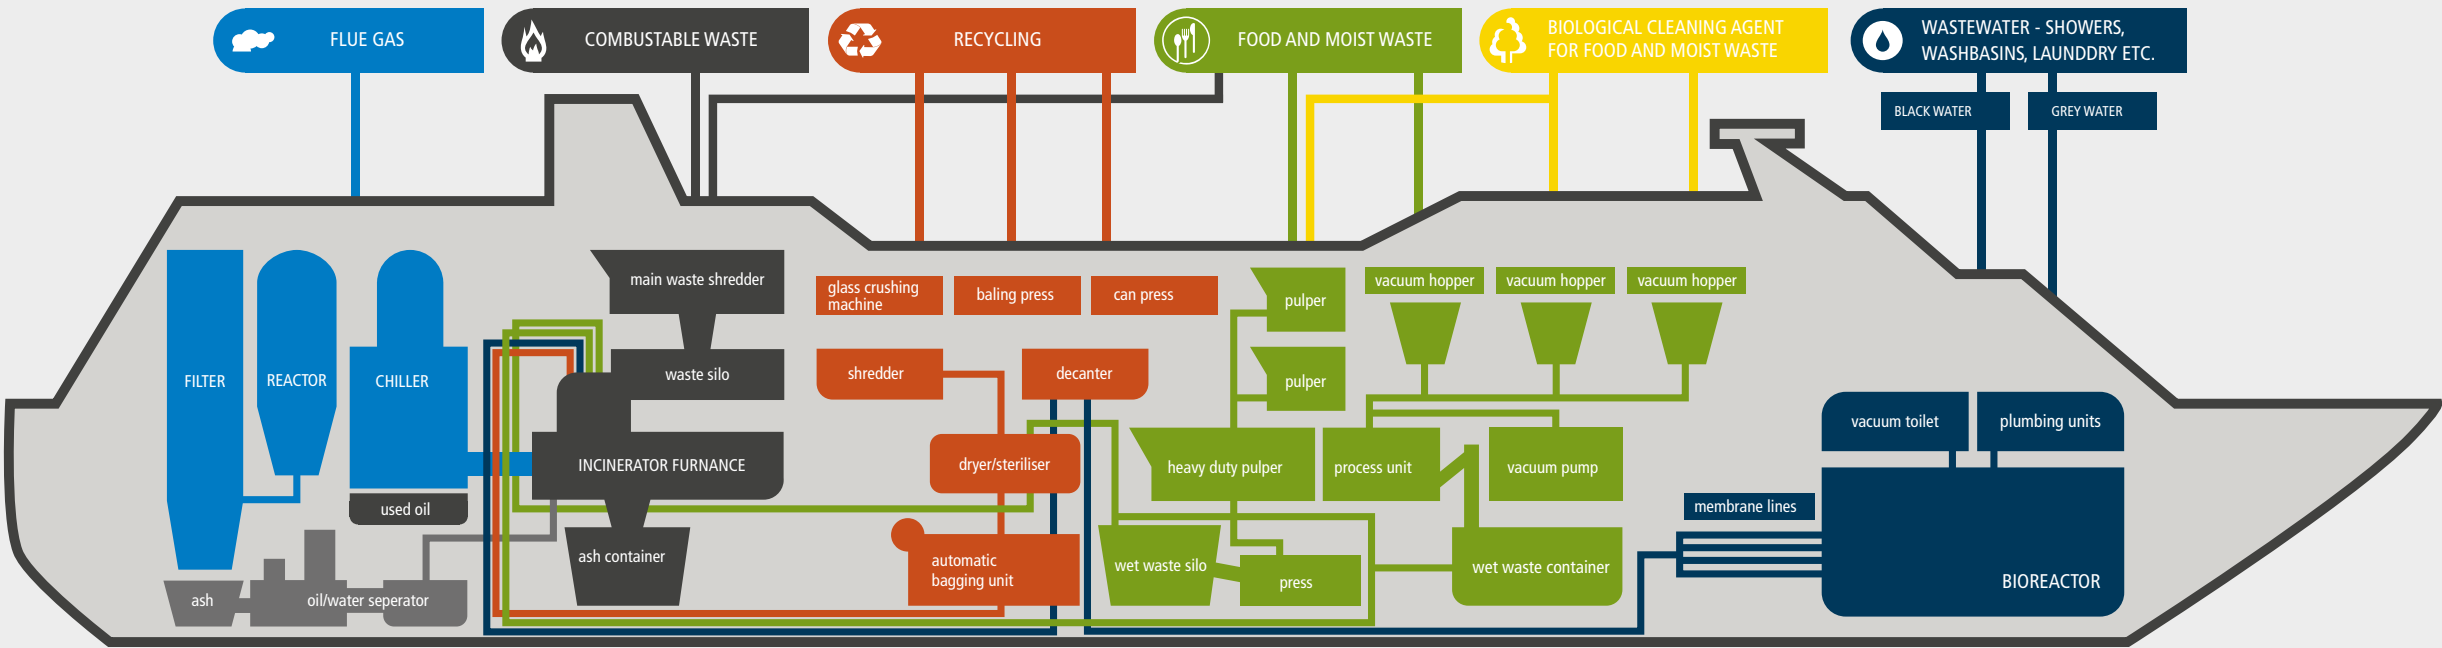 FLUE GAS
COMBUSTABLE WASTE
RECYCLING
FOOD AND MOIST WASTE
BIOLOGICAL CLEANING AGENT
FOR FOOD AND MOIST WASTE
WASTEWATER - SHOWERS,
WASHBASINS, LAUNDDRY ETC.
BLACK WATER
GREY WATER
FILTER
REACTOR
CHILLER
used oil
ash
oil/water seperator
main waste shredder
waste silo
INCINERATOR FURNANCE
ash container
glass crushing
machine
baling press
can press
shredder
decanter
dryer/steriliser
automatic
bagging unit
pulper
pulper
heavy duty pulper
wet waste silo
press
vacuum hopper
vacuum hopper
vacuum hopper
process unit
vacuum pump
wet waste container
vacuum toilet
plumbing units
membrane lines
BIOREACTOR